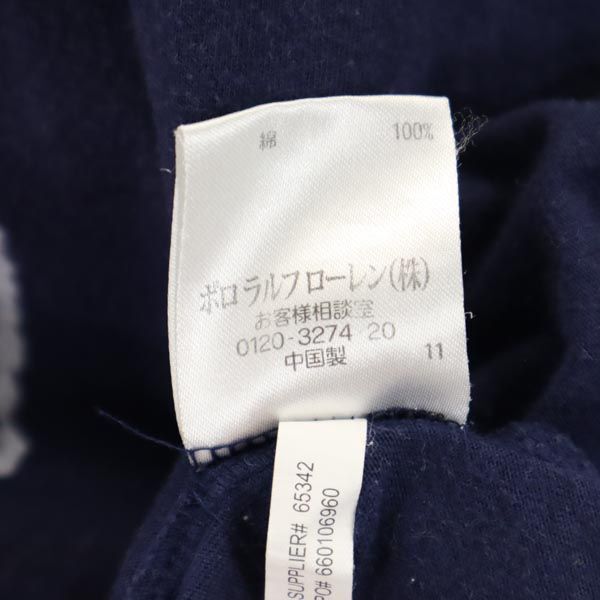 綿 100%
ポロ ラルフ ローレン(株)
お客様相談室
0120-3274 20
中国製 11
SUPPLIER# 65342
PO# 660106960